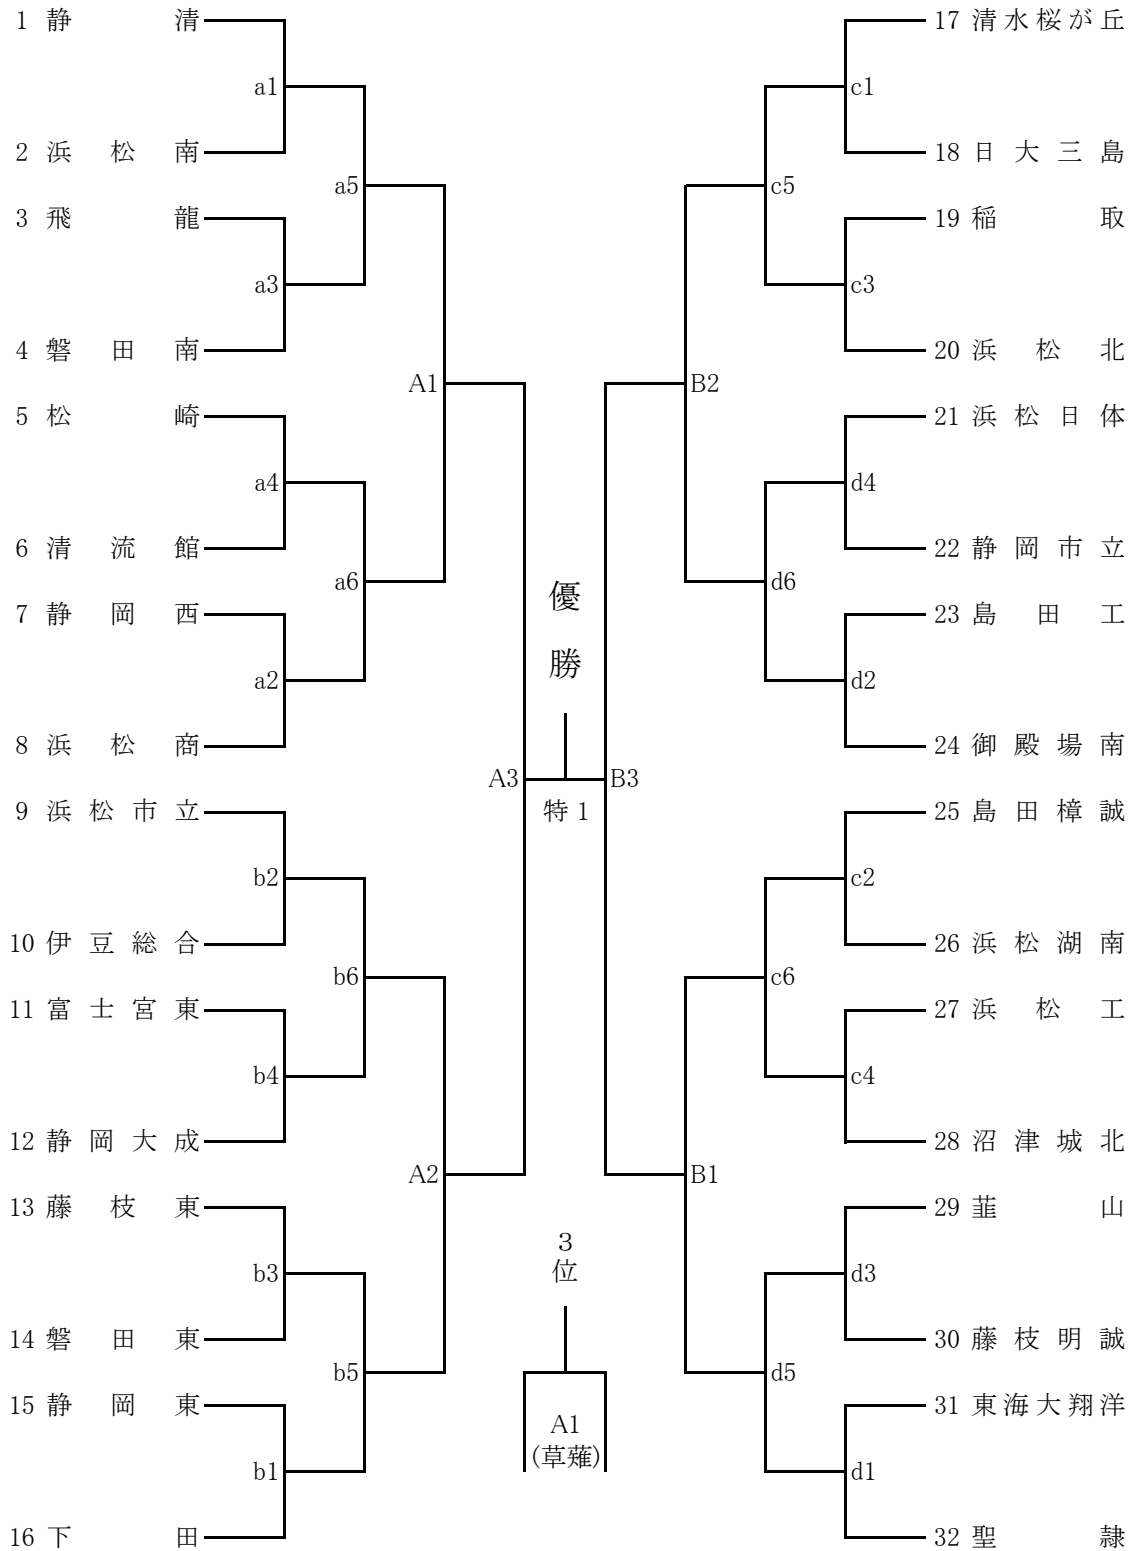 1 静清
a1
2 浜松南
a5
3 飛龍
a3
4 磐田南
A1
5 松崎
a4
6 清流館
a6
7 静岡西
a2
8 浜松商
A3
9 浜松市立
b2
10 伊豆総合
b6
11 富士宮東
b4
12 静岡大成
A2
13 藤枝東
b3
14 磐田東
b5
15 静岡東
b1
16 下田
優勝
特1
3位
A1
(草薙)
17 清水桜が丘
c1
18 日大三島
c5
19 稲取
c3
20 浜松北
B2
21 浜松日体
d4
22 静岡市立
d6
23 島田工
d2
24 御殿場南
B3
25 島田樟誠
c2
26 浜松湖南
c6
27 浜松工
c4
28 沼津城北
B1
29 韮山
d3
30 藤枝明誠
d5
31 東海大翔洋
d1
32 聖隷